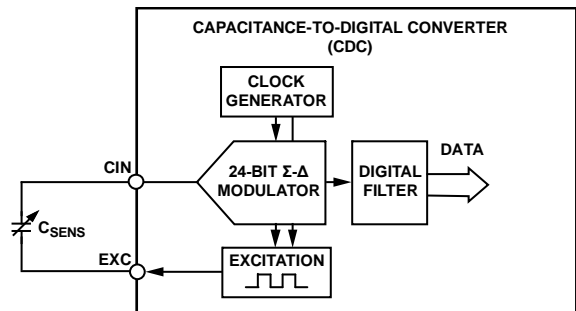 CAPACITANCE-TO-DIGITAL CONVERTER
(CDC)
CLOCK
GENERATOR
CIN
24-BIT Σ-Δ
MODULATOR
DIGITAL
FILTER
DATA
CSENS
EXC
EXCITATION